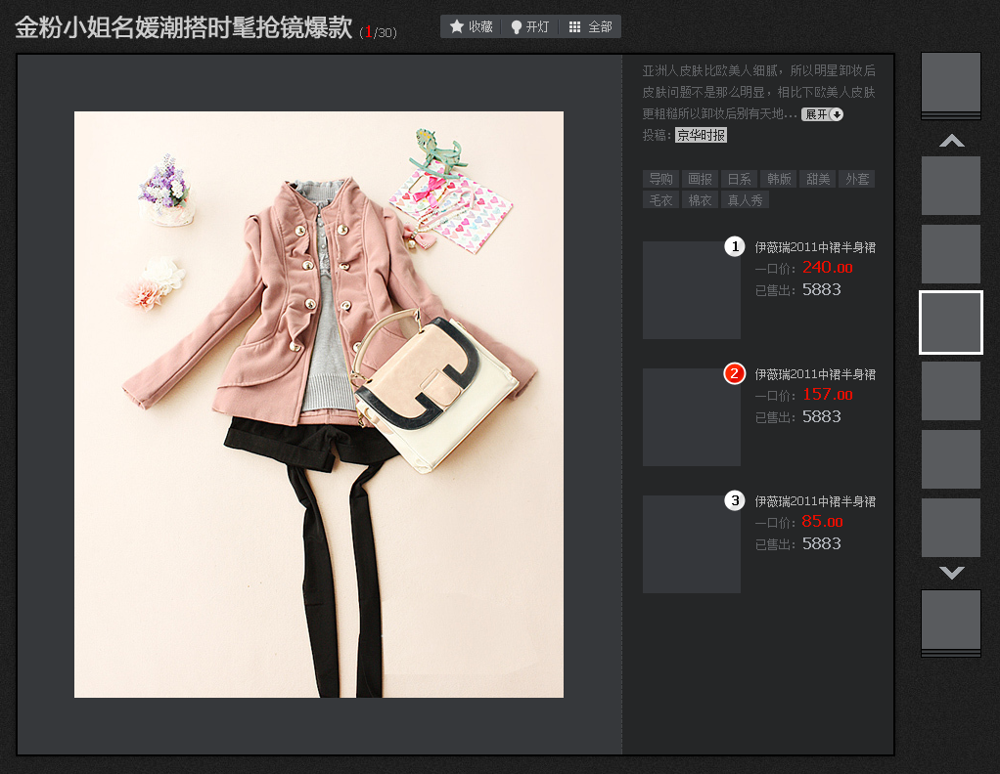 金粉小姐名媛潮搭时髦抢镜爆款 (1/30)
收藏 开灯 全部
亚洲人皮肤比欧美人细腻，所以明星卸妆后
皮肤问题不是那么明显，相比下欧美人皮肤
更粗糙所以卸妆后别有天地... 展开
投稿：京华时报
导购 画报 日系 韩版 甜美 外套
毛衣 棉衣 真人秀
1 伊薇瑞2011中裙半身裙
一口价：240.00
已售出：5883
2 伊薇瑞2011中裙半身裙
一口价：157.00
已售出：5883
3 伊薇瑞2011中裙半身裙
一口价：85.00
已售出：5883